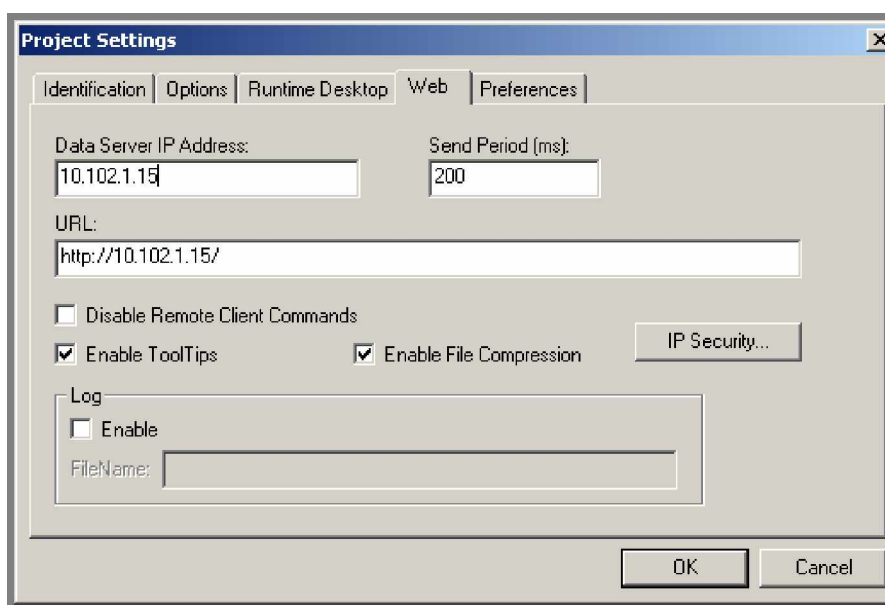 Project Settings
Identification Options Runtime Desktop Web Preferences
Data Server IP Address: Send Period (ms):
10.102.1.15 200
URL:
http://10.102.1.15/
Disable Remote Client Commands
Enable ToolTips Enable File Compression IP Security...
Log
Enable
FileName:
OK Cancel